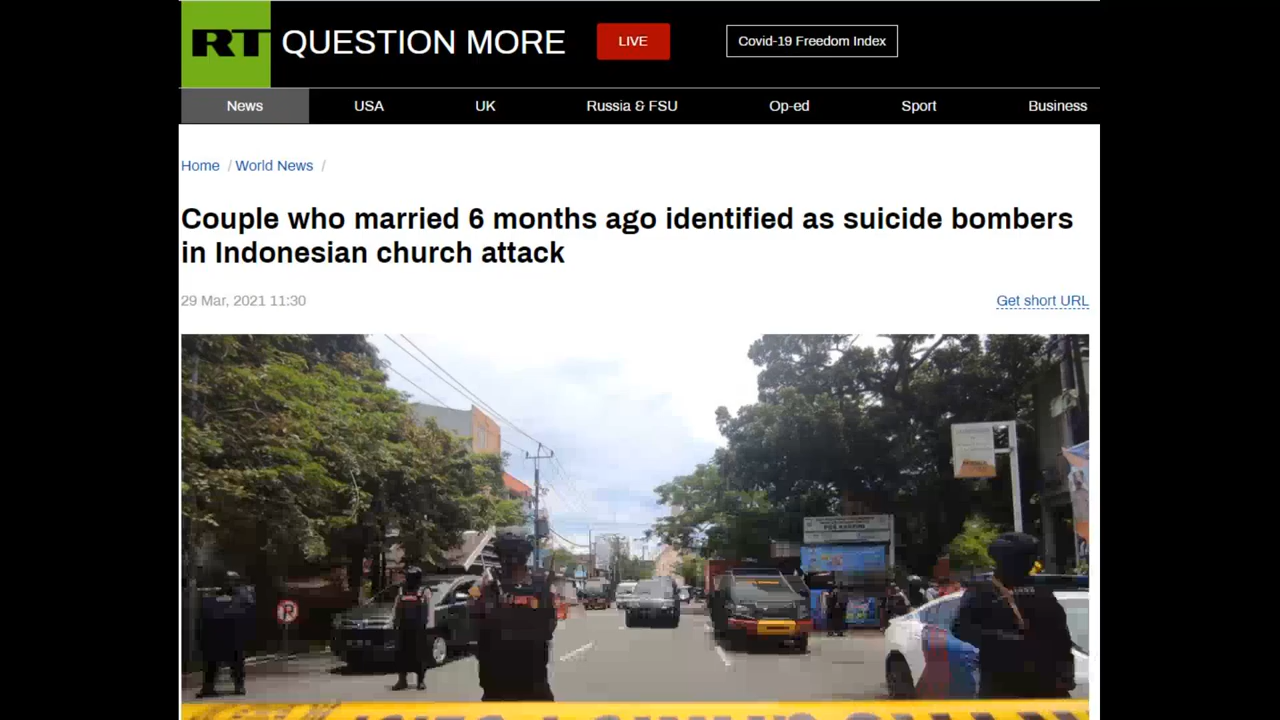 RT QUESTION MORE LIVE Covid-19 Freedom Index
News USA UK Russia & FSU Op-ed Sport Business
Home / World News /
Couple who married 6 months ago identified as suicide bombers
in Indonesian church attack
29 Mar, 2021 11:30 Get short URL
P